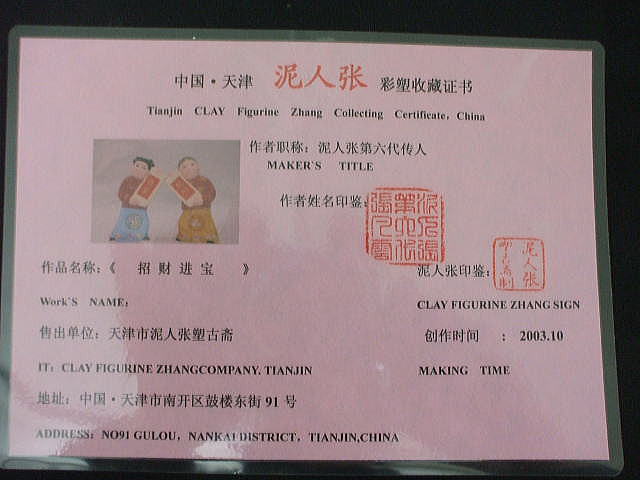 中国·天津 泥人张 彩塑收藏证书
Tianjin CLAY Figurine Zhang Collecting Certificate, China
作者职称：泥人张第六代传人
MAKER`S TITLE
作者姓名印鉴：
作品名称：《 招财进宝 》
泥人张印鉴：
泥人张
Work`S NAME：
CLAY FIGURINE ZHANG SIGN
售出单位：天津市泥人张塑古斋
创作时间 ： 2003.10
IT：CLAY FIGURINE ZHANGCOMPANY. TIANJIN
MAKING TIME
地址：中国·天津市南开区鼓楼东街 91 号
ADDRESS：NO91 GULOU，NANKAI DISTRICT，TIANJIN,CHINA